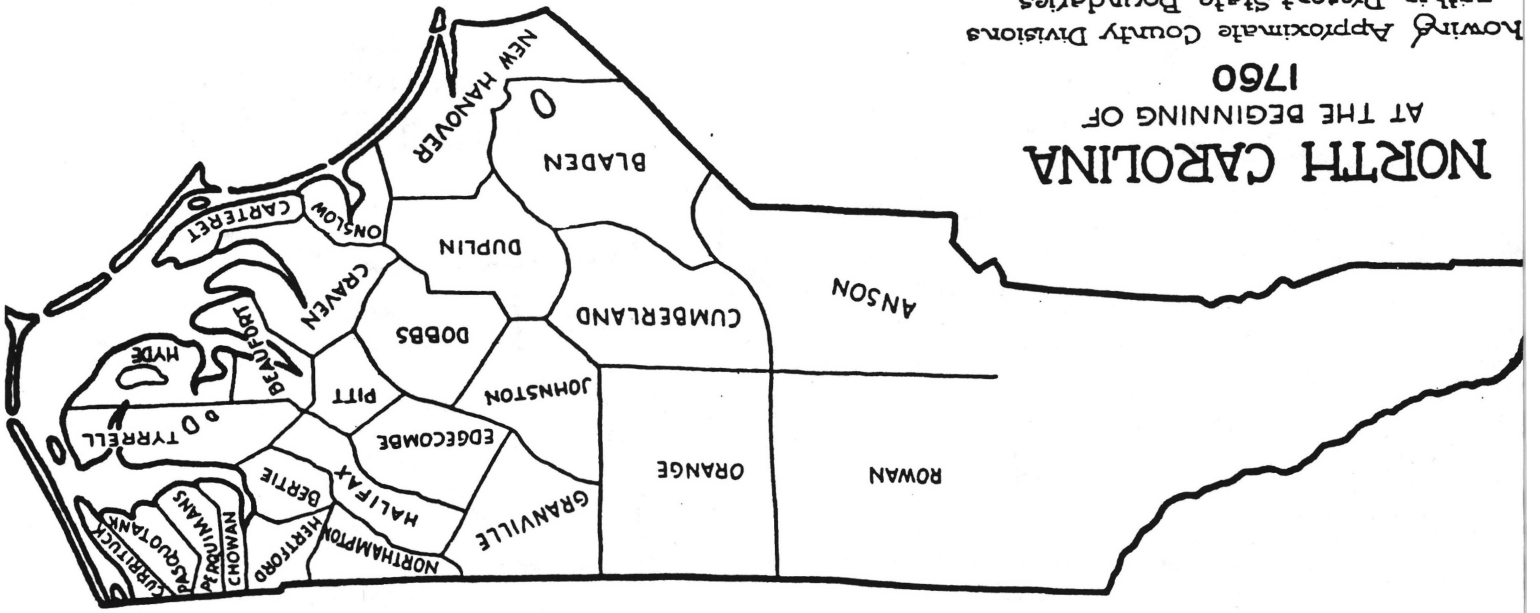 NORTHAMPTON
HERTFORD
CHOWAN
PERQUIMANS
PASQUOTANK
CURRITUCK
GRANVILLE
HALIFAX
BERTIE
ROWAN
ORANGE
EDGECOMBE
TYRRELL
JOHNSTON
PITT
BEAUFORT
HYDE
ANSON
CUMBERLAND
DOBBS
CRAVEN
DUPLIN
ONSLOW
CARTERET
BLADEN
NEW HANOVER
NORTH CAROLINA
AT THE BEGINNING OF
1760
howing Approximate County Divisions
within Present State Boundaries